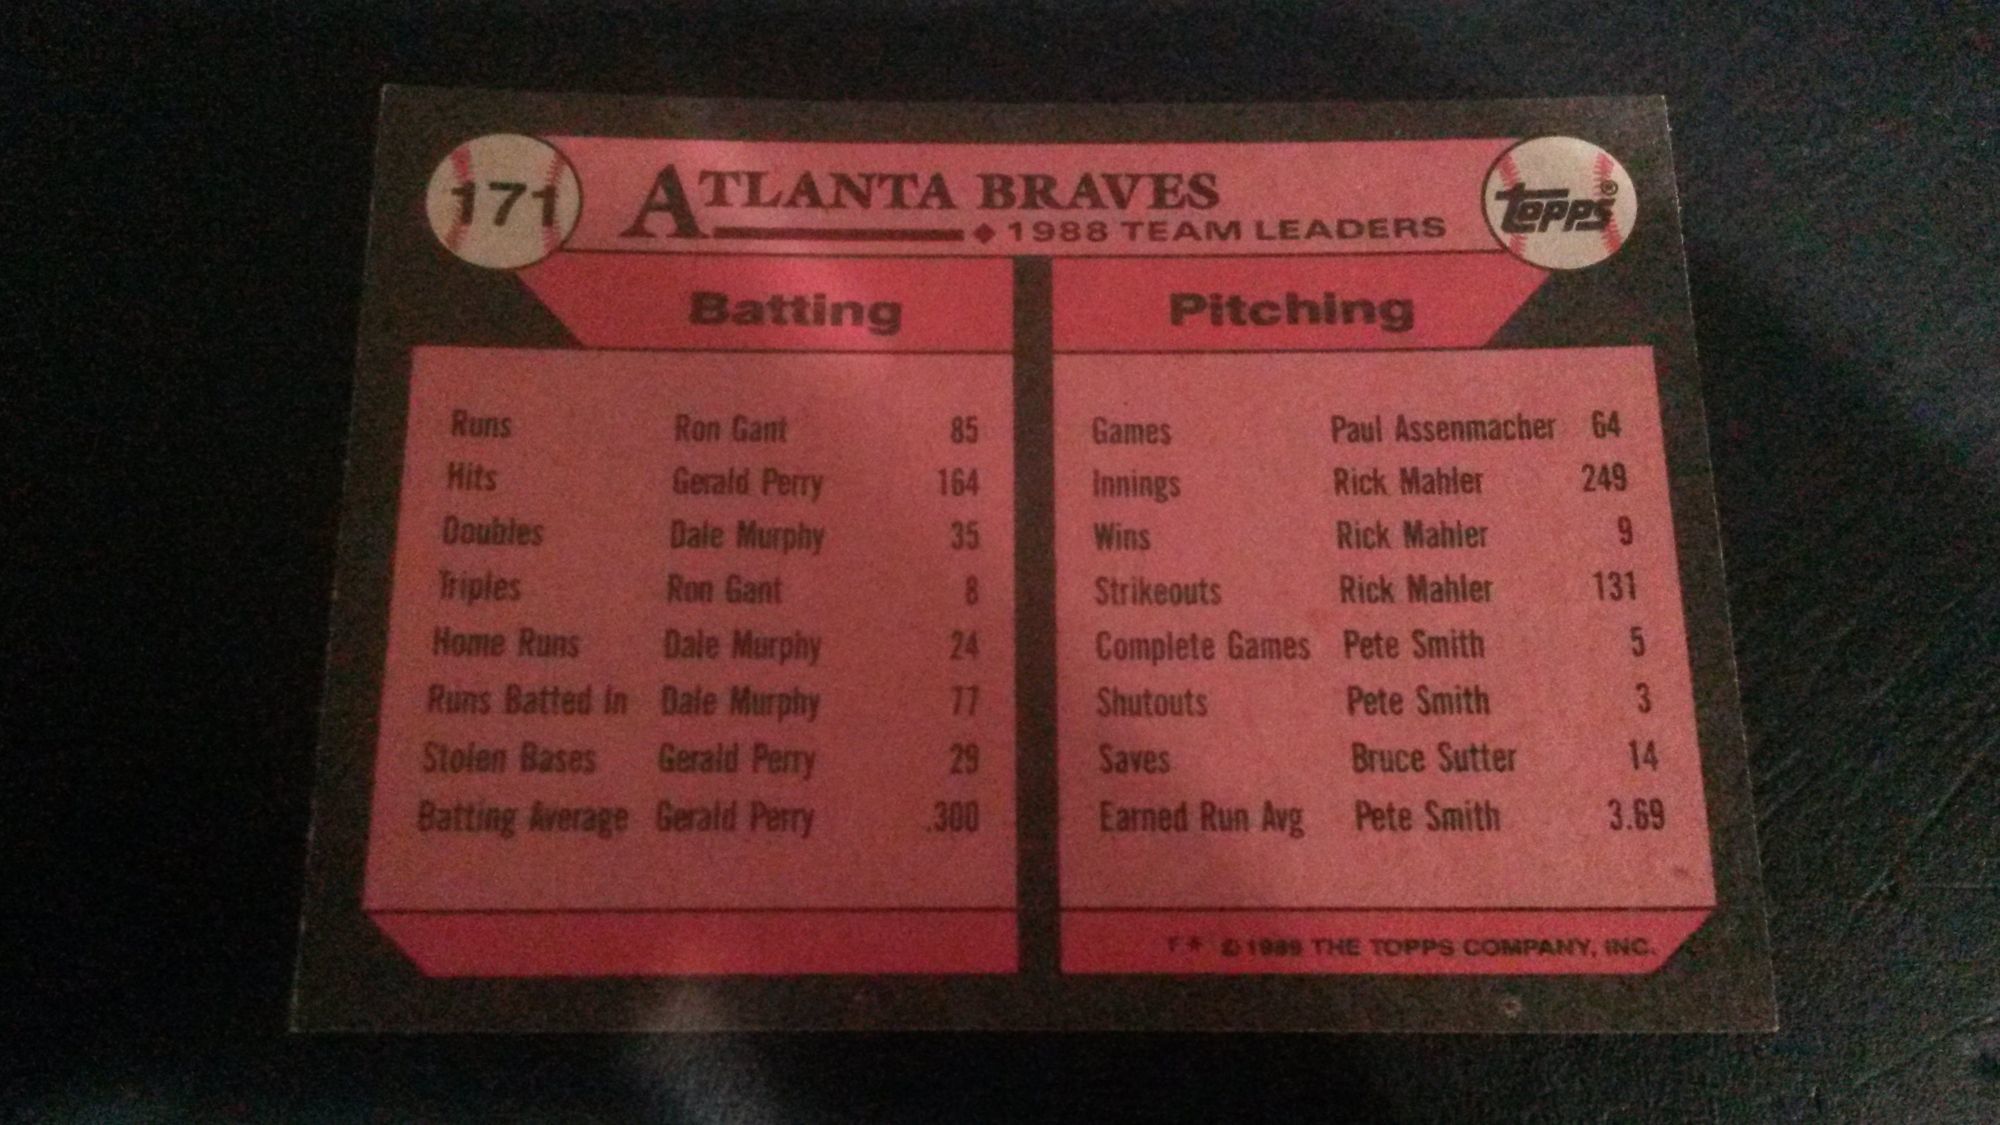 171
ATLANTA BRAVES
1988 TEAM LEADERS
topps®
Batting
Runs Ron Gant 85
Hits Gerald Perry 164
Doubles Dale Murphy 35
Triples Ron Gant 8
Home Runs Dale Murphy 24
Runs Batted In Dale Murphy 77
Stolen Bases Gerald Perry 29
Batting Average Gerald Perry .300
Pitching
Games Paul Assenmacher 64
Innings Rick Mahler 249
Wins Rick Mahler 9
Strikeouts Rick Mahler 131
Complete Games Pete Smith 5
Shutouts Pete Smith 3
Saves Bruce Sutter 14
Earned Run Avg Pete Smith 3.69
* © 1989 THE TOPPS COMPANY, INC.